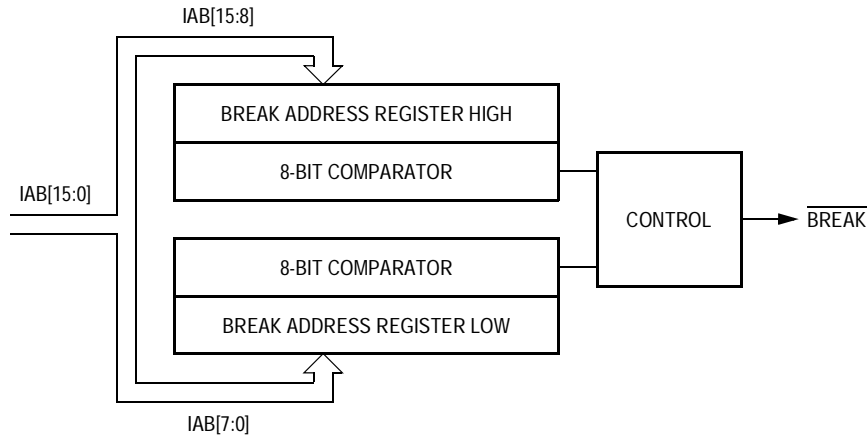 IAB[15:8]
BREAK ADDRESS REGISTER HIGH
8-BIT COMPARATOR
IAB[15:0]
CONTROL
BREAK
8-BIT COMPARATOR
BREAK ADDRESS REGISTER LOW
IAB[7:0]